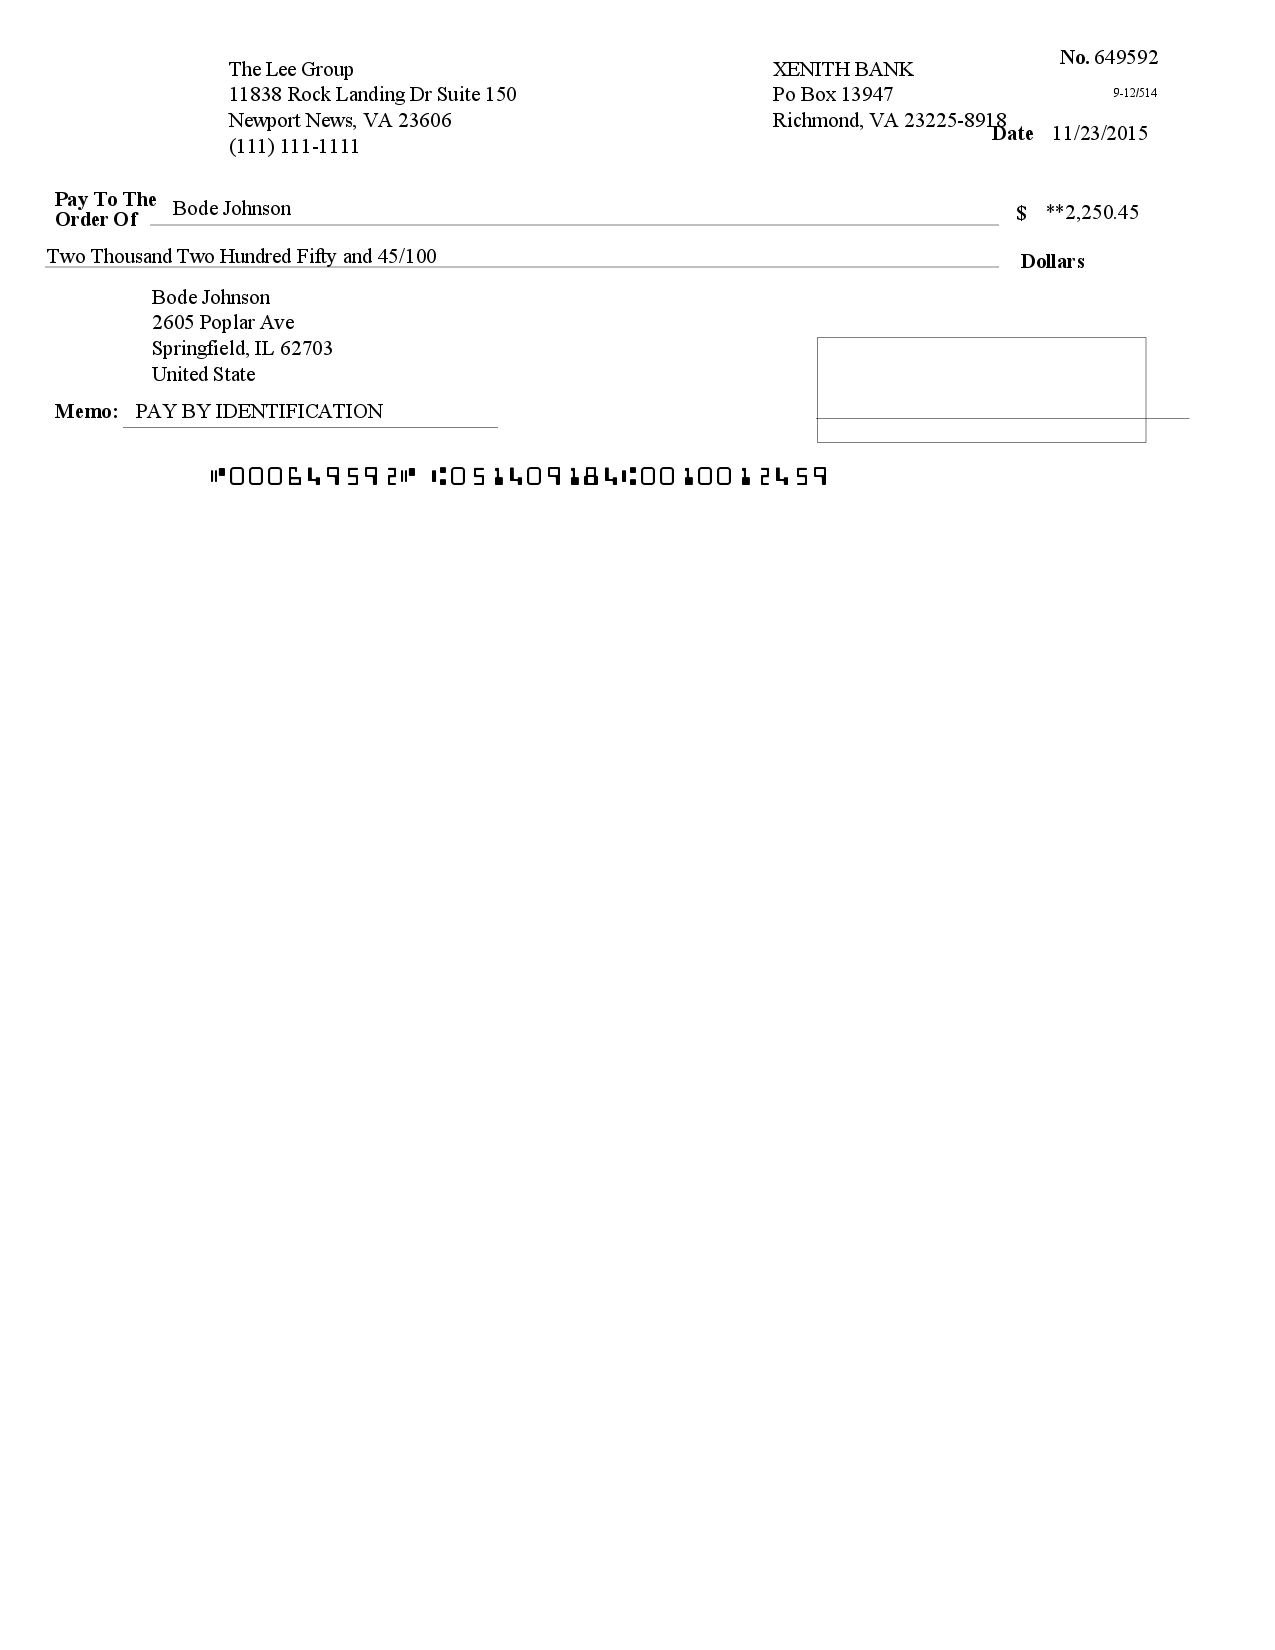 The Lee Group
11838 Rock Landing Dr Suite 150
Newport News, VA 23606
(111) 111-1111
XENITH BANK
Po Box 13947
Richmond, VA 23225-8918
No. 649592
9-12/514
Date 11/23/2015
Pay To The
Order Of Bode Johnson $ **2,250.45
Two Thousand Two Hundred Fifty and 45/100 Dollars
Bode Johnson
2605 Poplar Ave
Springfield, IL 62703
United State
Memo: PAY BY IDENTIFICATION
⑈000649592⑈ ⑆051409184⑆0010012459